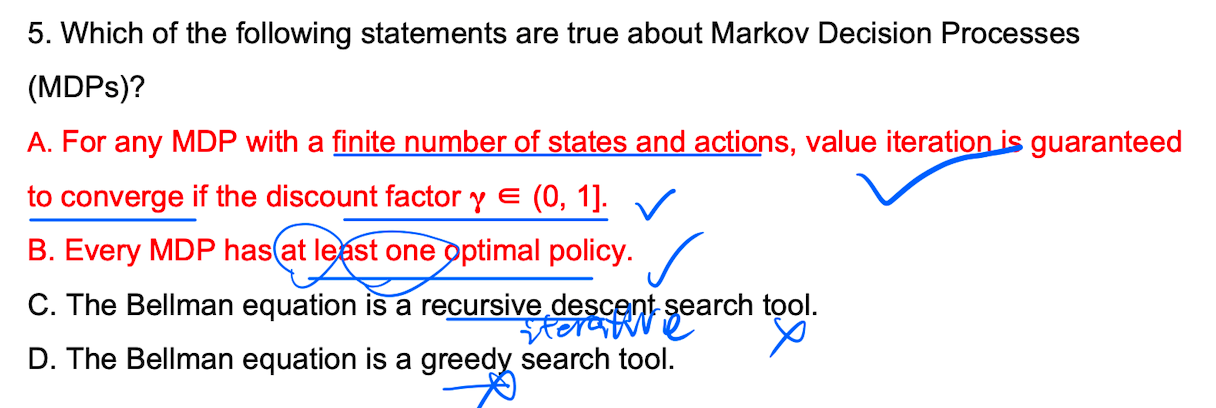 5. Which of the following statements are true about Markov Decision Processes
(MDPs)?
A. For any MDP with a finite number of states and actions, value iteration is guaranteed
to converge if the discount factor γ ∈ (0, 1].
B. Every MDP has at least one optimal policy.
C. The Bellman equation is a recursive descent search tool.
iterative
D. The Bellman equation is a greedy search tool.